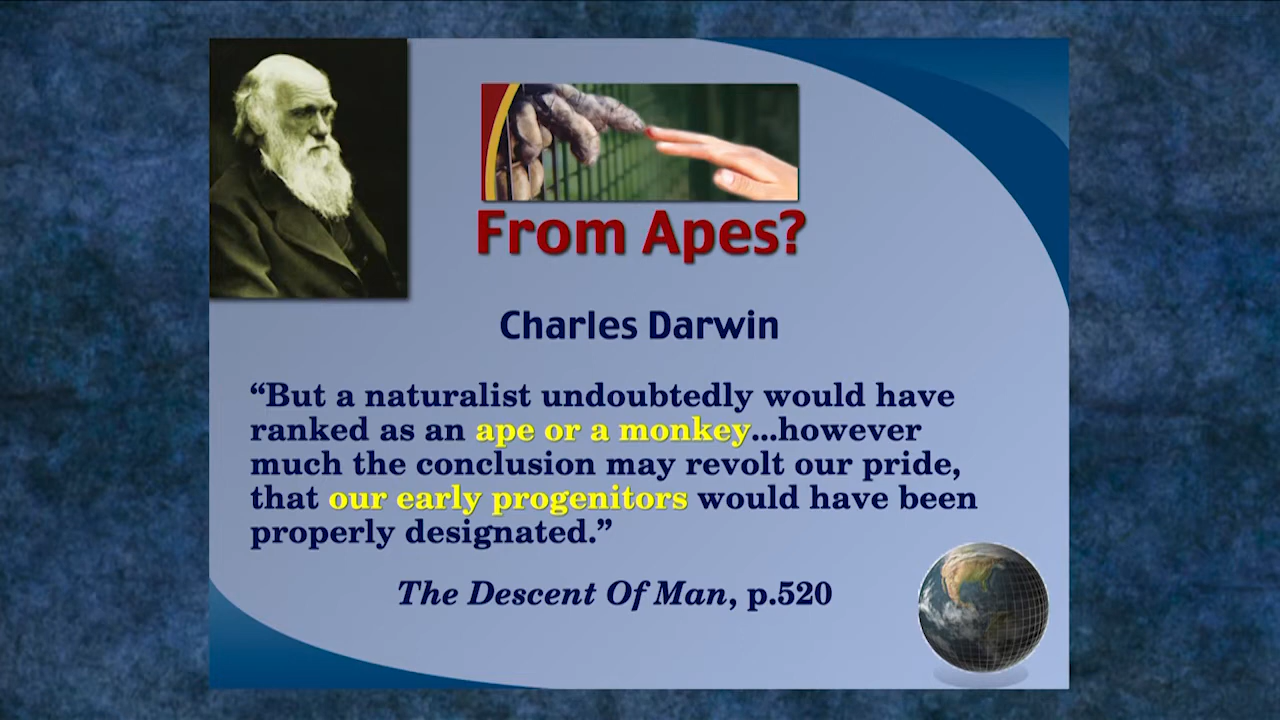 From Apes?
Charles Darwin
“But a naturalist undoubtedly would have
ranked as an ape or a monkey...however
much the conclusion may revolt our pride,
that our early progenitors would have been
properly designated.”
The Descent Of Man, p.520